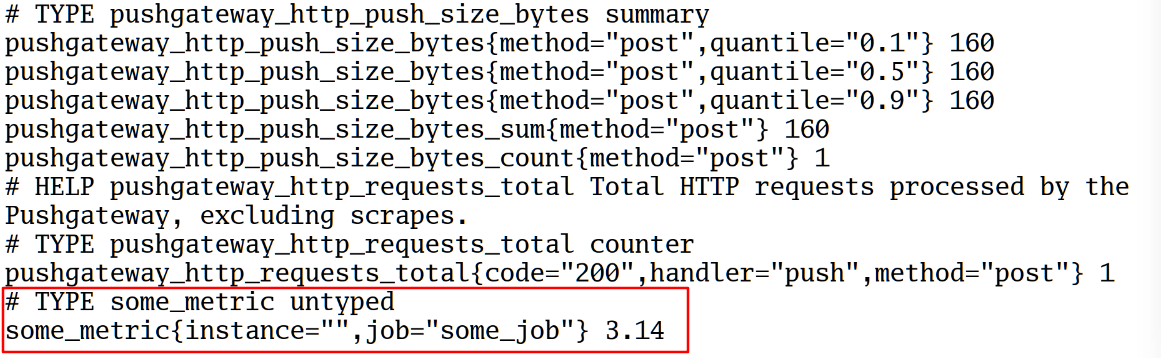 # TYPE pushgateway_http_push_size_bytes summary
pushgateway_http_push_size_bytes{method="post",quantile="0.1"} 160
pushgateway_http_push_size_bytes{method="post",quantile="0.5"} 160
pushgateway_http_push_size_bytes{method="post",quantile="0.9"} 160
pushgateway_http_push_size_bytes_sum{method="post"} 160
pushgateway_http_push_size_bytes_count{method="post"} 1
# HELP pushgateway_http_requests_total Total HTTP requests processed by the
Pushgateway, excluding scrapes.
# TYPE pushgateway_http_requests_total counter
pushgateway_http_requests_total{code="200",handler="push",method="post"} 1
# TYPE some_metric untyped
some_metric{instance="",job="some_job"} 3.14